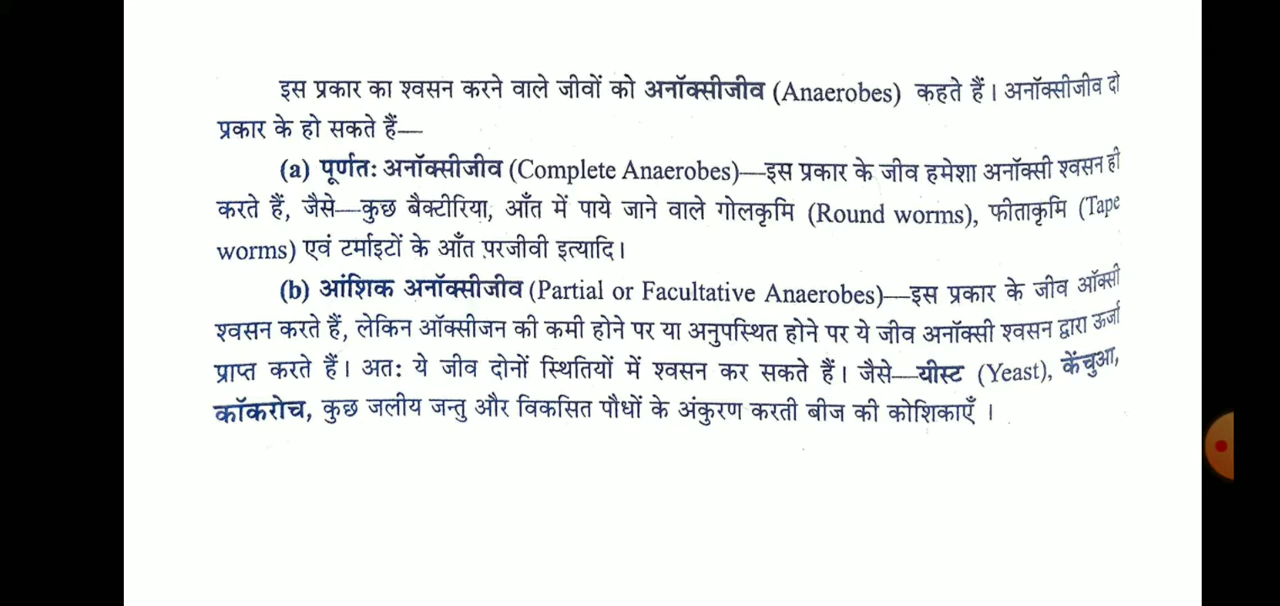 इस प्रकार का श्वसन करने वाले जीवों को अनॉक्सीजीव (Anaerobes) कहते हैं। अनॉक्सीजीव दो
प्रकार के हो सकते हैं—
(a) पूर्णतः अनॉक्सीजीव (Complete Anaerobes)—इस प्रकार के जीव हमेशा अनॉक्सी श्वसन ही
करते हैं, जैसे—कुछ बैक्टीरिया, आँत में पाये जाने वाले गोलकृमि (Round worms), फीताकृमि (Tape
worms) एवं टर्माइटों के आँत परजीवी इत्यादि।
(b) आंशिक अनॉक्सीजीव (Partial or Facultative Anaerobes)—इस प्रकार के जीव ऑक्सी
श्वसन करते हैं, लेकिन ऑक्सीजन की कमी होने पर या अनुपस्थित होने पर ये जीव अनॉक्सी श्वसन द्वारा ऊर्जा
प्राप्त करते हैं। अतः ये जीव दोनों स्थितियों में श्वसन कर सकते हैं। जैसे—यीस्ट (Yeast), केंचुआ,
कॉकरोच, कुछ जलीय जन्तु और विकसित पौधों के अंकुरण करती बीज की कोशिकाएँ ।